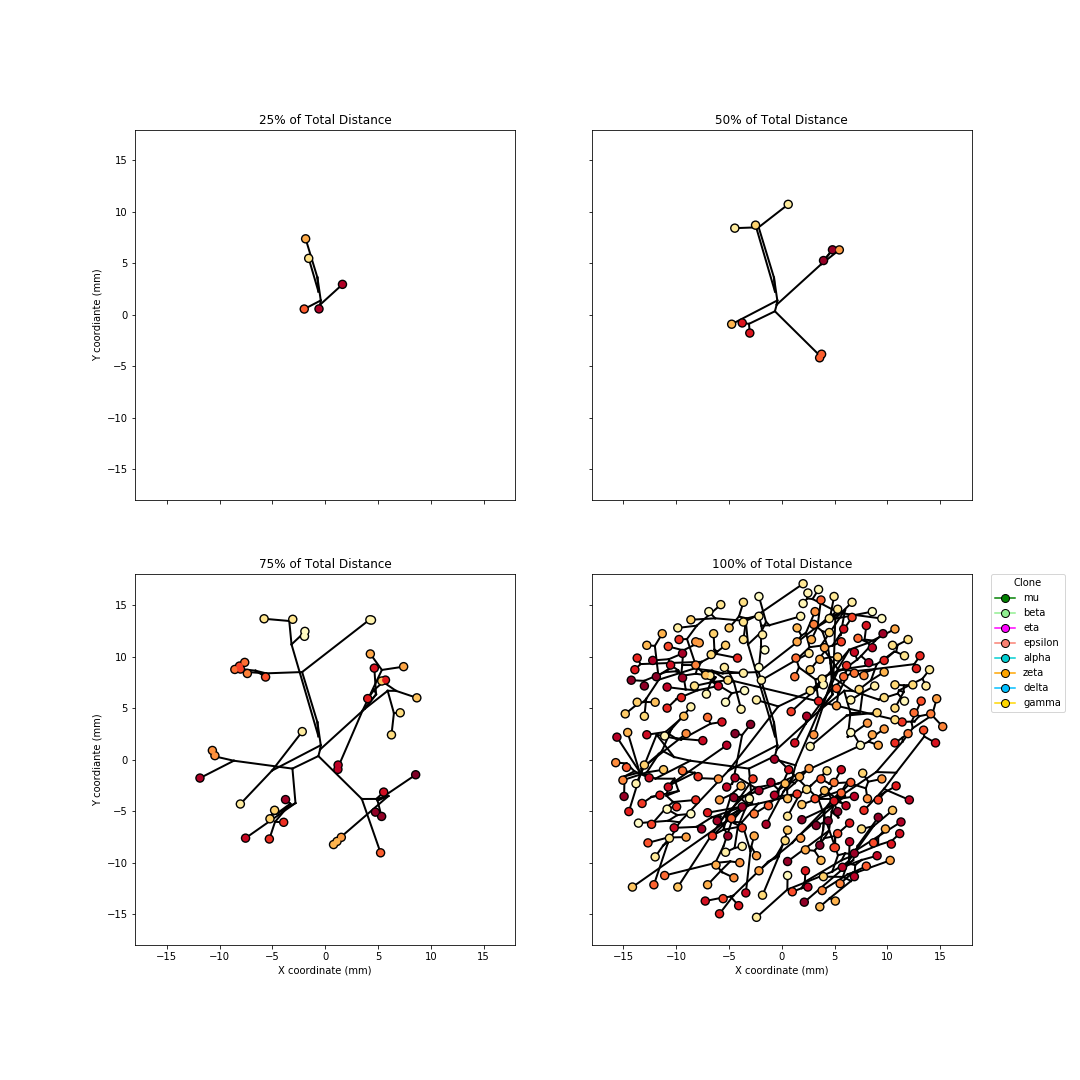 25% of Total Distance
50% of Total Distance
15
10
5
0
−5
−10
−15
Y coordiante (mm)
75% of Total Distance
100% of Total Distance
15
10
5
0
−5
−10
−15
Y coordiante (mm)
−15 −10 −5 0 5 10 15
X coordinate (mm)
−15 −10 −5 0 5 10 15
X coordinate (mm)
Clone
mu
beta
eta
epsilon
alpha
zeta
delta
gamma